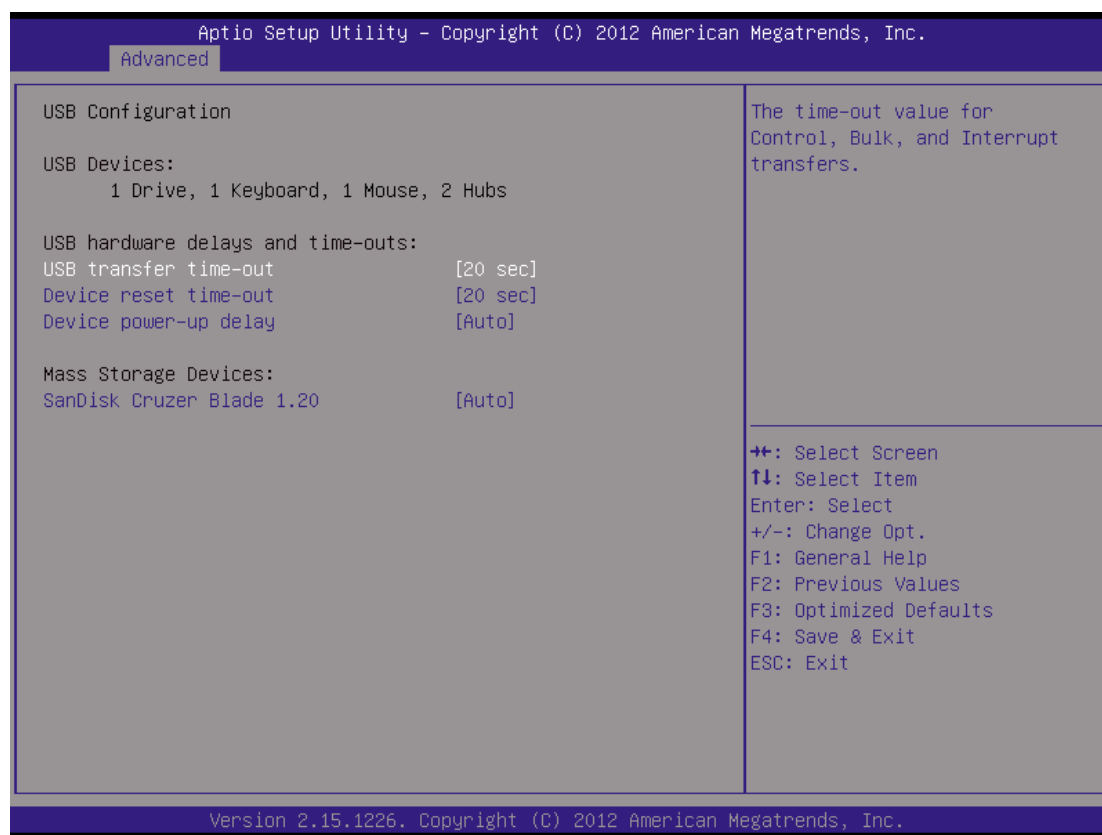 Aptio Setup Utility – Copyright (C) 2012 American Megatrends, Inc.
Advanced
USB Configuration
USB Devices:
1 Drive, 1 Keyboard, 1 Mouse, 2 Hubs
USB hardware delays and time-outs:
USB transfer time-out [20 sec]
Device reset time-out [20 sec]
Device power-up delay [Auto]
Mass Storage Devices:
SanDisk Cruzer Blade 1.20 [Auto]
The time-out value for
Control, Bulk, and Interrupt
transfers.
→←: Select Screen
↑↓: Select Item
Enter: Select
+/-: Change Opt.
F1: General Help
F2: Previous Values
F3: Optimized Defaults
F4: Save & Exit
ESC: Exit
Version 2.15.1226. Copyright (C) 2012 American Megatrends, Inc.